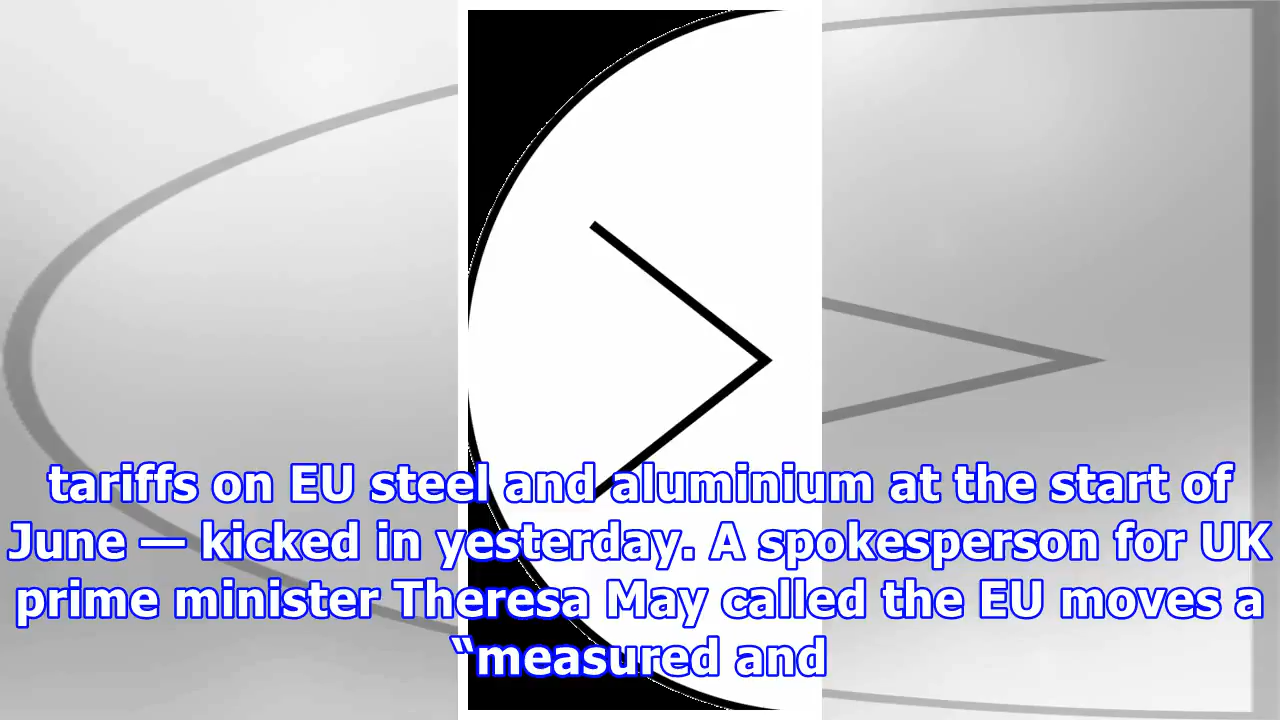 tariffs on EU steel and aluminium at the start of
June — kicked in yesterday. A spokesperson for UK
prime minister Theresa May called the EU moves a
“measured and